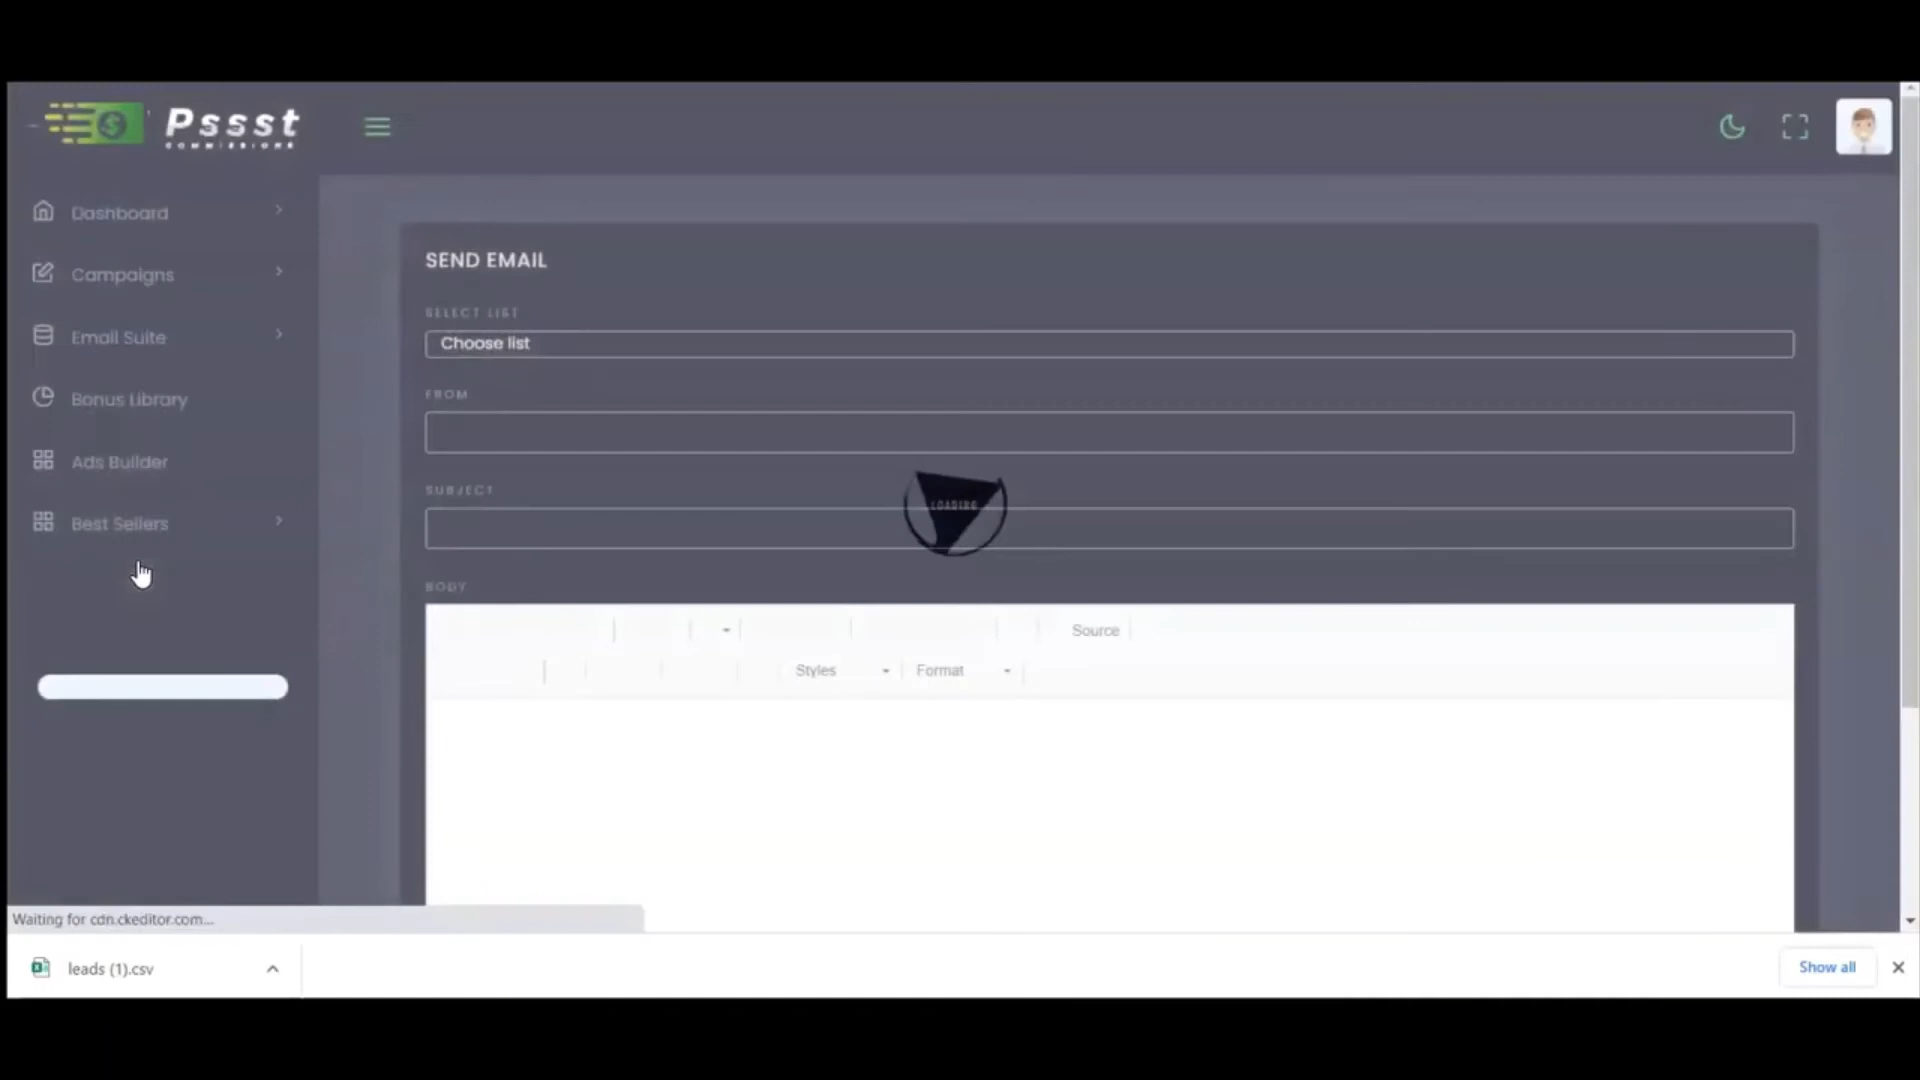 Pssst
COMMISSIONS
Dashboard
Campaigns
Email Suite
Bonus Library
Ads Builder
Best Sellers
SEND EMAIL
SELECT LIST
Choose list
FROM
SUBJECT
LOADING
BODY
Source
Styles
Format
Waiting for cdn.ckeditor.com...
leads (1).csv
Show all